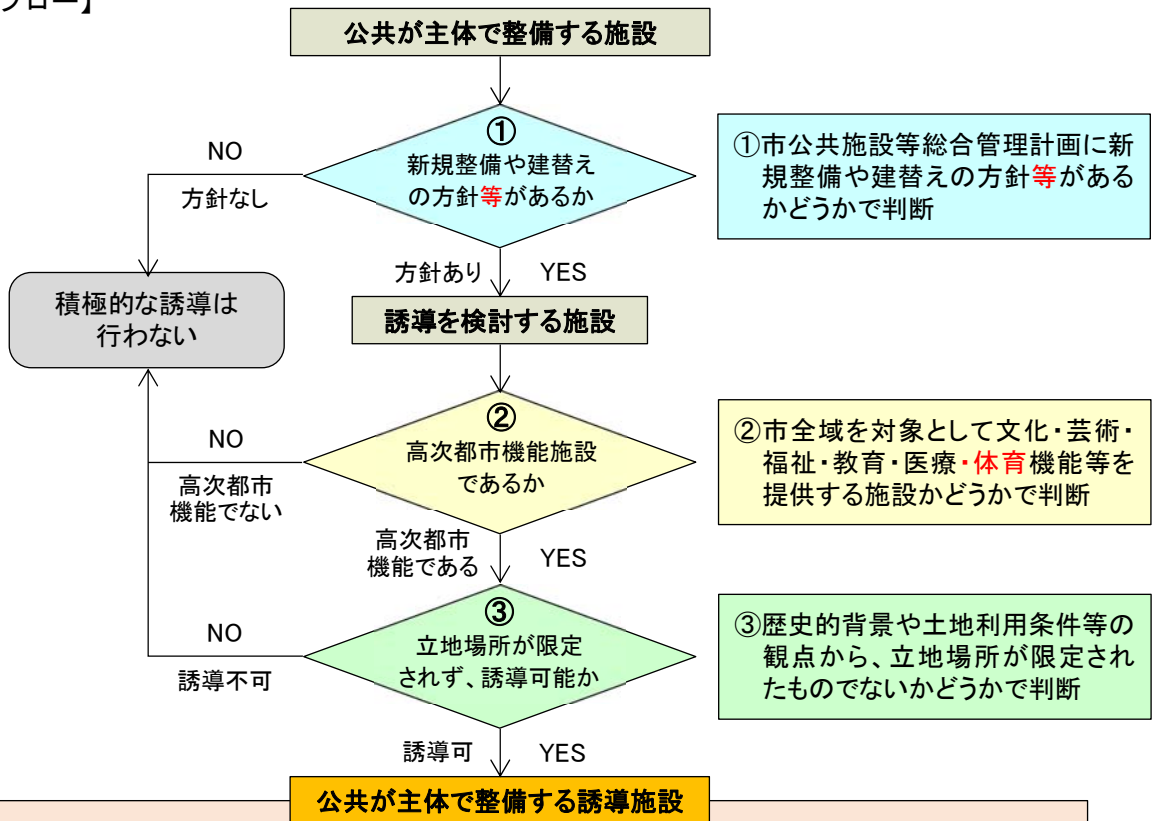 フロー】
公共が主体で整備する施設
①
新規整備や建替え
の方針等があるか
NO
方針なし
①市公共施設等総合管理計画に新
規整備や建替えの方針等がある
かどうかで判断
方針あり
YES
積極的な誘導は
行わない
誘導を検討する施設
②
高次都市機能施設
であるか
NO
高次都市
機能でない
②市全域を対象として文化・芸術・
福祉・教育・医療・体育機能等を
提供する施設かどうかで判断
高次都市
機能である
YES
③
立地場所が限定
されず、誘導可能か
NO
誘導不可
③歴史的背景や土地利用条件等の
観点から、立地場所が限定され
たものでないかどうかで判断
誘導可
YES
公共が主体で整備する誘導施設